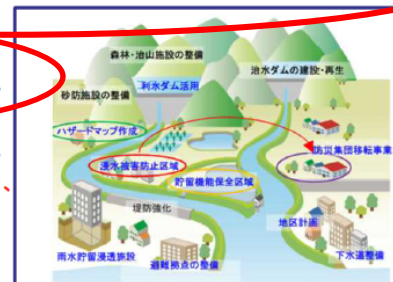 森林・治山施設の整備
治水ダムの建設・再生
利水ダム活用
砂防施設の整備
ハザードマップ作成
防災集団移転事業
浸水被害防止区域
貯留機能保全区域
堤防強化
地区計画
雨水貯留浸透施設
避難拠点の整備
下水道整備